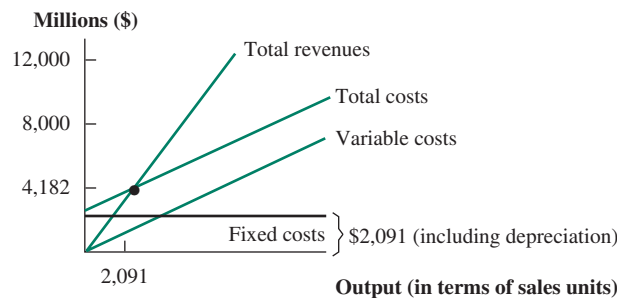 Millions ($)
Total revenues
12,000
Total costs
8,000
Variable costs
4,182
Fixed costs
$2,091 (including depreciation)
2,091
Output (in terms of sales units)